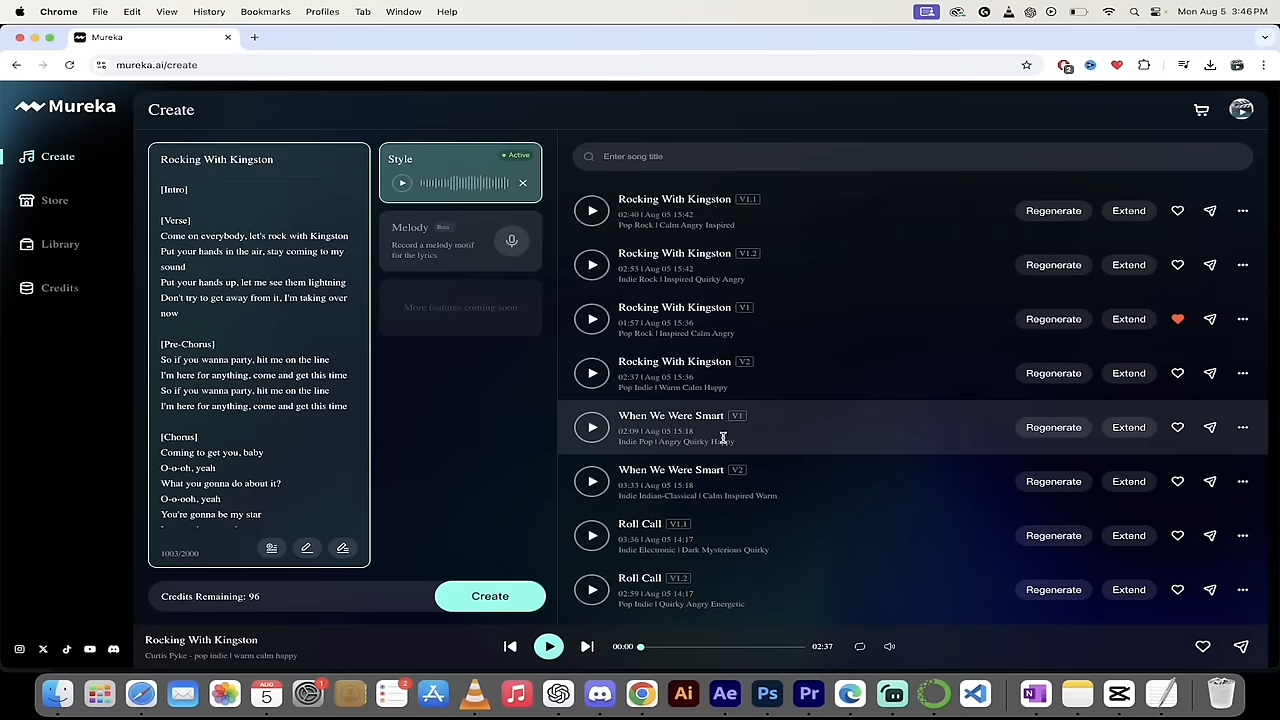 Chrome File Edit View History Bookmarks Profiles Tab Window Help Mon Aug 5 3:46 PM
Mureka
mureka.ai/create
Mureka
Create
Store
Library
Credits
Create
Rocking With Kingston
[Intro]
[Verse]
Come on everybody, let's rock with Kingston
Put your hands in the air, stay coming to my
sound
Put your hands up, let me see them lightning
Don't try to get away from it, I'm taking over
now
[Pre-Chorus]
So if you wanna party, hit me on the line
I'm here for anything, come and get this time
So if you wanna party, hit me on the line
I'm here for anything, come and get this time
[Chorus]
Coming to get you, baby
O-o-oh, yeah
What you gonna do about it?
O-o-ooh, yeah
You're gonna be my star
1003/2000
Style
Active
Melody Beta
Record a melody motif
for the lyrics
More features coming soon
Credits Remaining: 96
Create
Enter song title
Rocking With Kingston V1.1
02:40 | Aug 05 15:42
Pop Rock | Calm Angry Inspired
Regenerate Extend
Rocking With Kingston V1.2
02:53 | Aug 05 15:42
Indie Rock | Inspired Quirky Angry
Regenerate Extend
Rocking With Kingston V1
01:57 | Aug 05 15:36
Pop Rock | Inspired Calm Angry
Regenerate Extend
Rocking With Kingston V2
02:37 | Aug 05 15:36
Pop Indie | Warm Calm Happy
Regenerate Extend
When We Were Smart V1
02:09 | Aug 05 15:18
Indie Pop | Angry Quirky Happy
Regenerate Extend
When We Were Smart V2
03:33 | Aug 05 15:18
Indie Indian-Classical | Calm Inspired Warm
Regenerate Extend
Roll Call V1.1
03:36 | Aug 05 14:17
Indie Electronic | Dark Mysterious Quirky
Regenerate Extend
Roll Call V1.2
02:59 | Aug 05 14:17
Pop Indie | Quirky Angry Energetic
Regenerate Extend
Rocking With Kingston
Curtis Pyke - pop indie | warm calm happy
00:00 02:37
AUG
5
1
2
Ai Ae Ps Pr